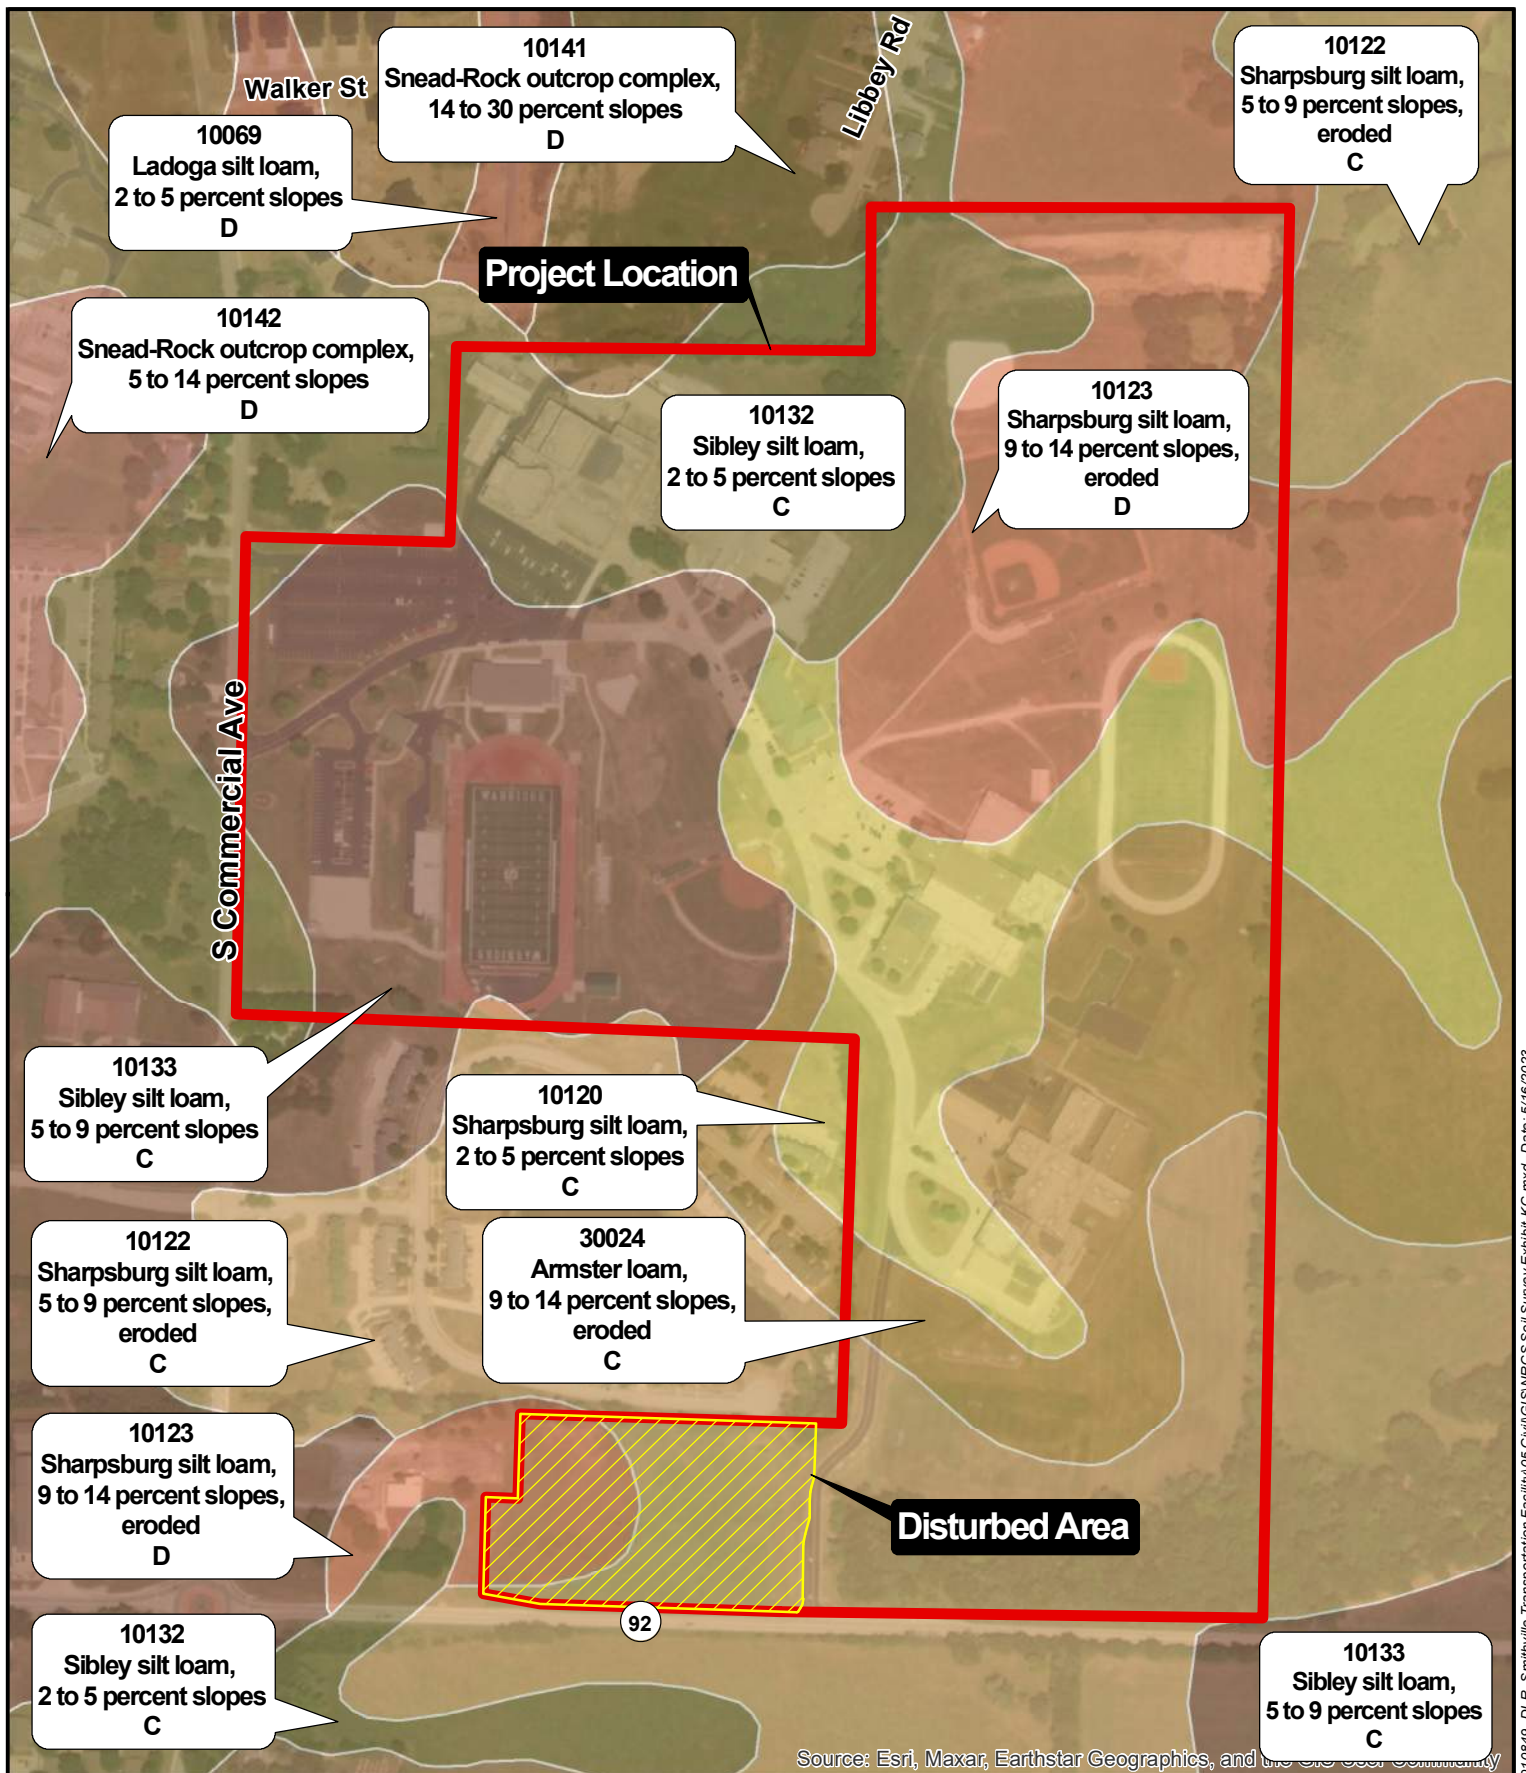 10141
Snead-Rock outcrop complex,
14 to 30 percent slopes
D
Walker St
Libbey Rd
10122
Sharpsburg silt loam,
5 to 9 percent slopes,
eroded
C
10069
Ladoga silt loam,
2 to 5 percent slopes
D
Project Location
10142
Snead-Rock outcrop complex,
5 to 14 percent slopes
D
10132
Sibley silt loam,
2 to 5 percent slopes
C
10123
Sharpsburg silt loam,
9 to 14 percent slopes,
eroded
D
S Commercial Ave
10133
Sibley silt loam,
5 to 9 percent slopes
C
10120
Sharpsburg silt loam,
2 to 5 percent slopes
C
10122
Sharpsburg silt loam,
5 to 9 percent slopes,
eroded
C
30024
Armster loam,
9 to 14 percent slopes,
eroded
C
10123
Sharpsburg silt loam,
9 to 14 percent slopes,
eroded
D
Disturbed Area
92
10132
Sibley silt loam,
2 to 5 percent slopes
C
10133
Sibley silt loam,
5 to 9 percent slopes
C
Source: Esri, Maxar, Earthstar Geographics, and
Date: 5/16/2023